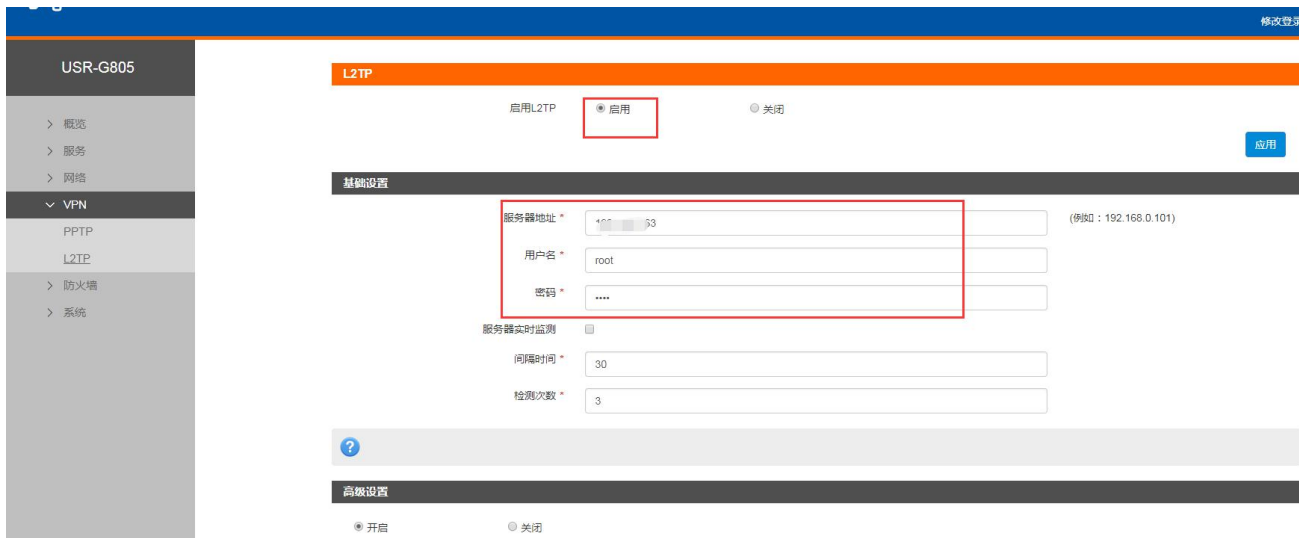 修改登录
USR-G805
L2TP
启用L2TP 启用 关闭
> 概览
应用
> 服务
> 网络
基础设置
VPN
服务器地址 * (例如：192.168.0.101)
PPTP
用户名 * root
L2TP
> 防火墙
密码 * ••••
> 系统
服务器实时监测
间隔时间 * 30
检测次数 * 3
?
高级设置
开启 关闭